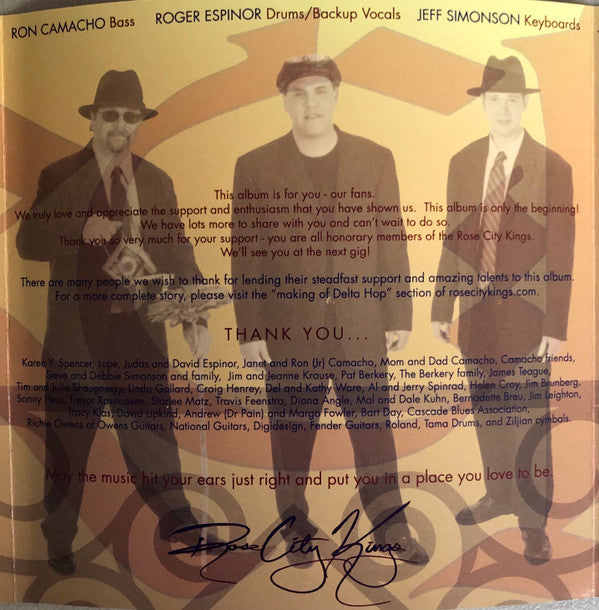 RON CAMACHO Bass ROGER ESPINOR Drums/Backup Vocals JEFF SIMONSON Keyboards
This album is for you - our fans.
We truly love and appreciate the support and enthusiasm that you have shown us. This album is only the beginning!
We have lots more to share with you and can't wait to do so.
Thank you so very much for your support - you are all honorary members of the Rose City Kings.
We'll see you at the next gig!
There are many people we wish to thank for lending their steadfast support and amazing talents to this album.
For a more complete story, please visit the "making of Delta Hop" section of rosecitykings.com.
THANK YOU...
Karen Y. Spencer, Lupa, Judas and David Espinor, Janet and Ron (Jr) Camacho, Mom and Dad Camacho, Camacho friends,
Steve and Debbie Simonson and family, Jim and Jeanne Krause, Pat Berkery, The Berkery family, James Teague,
Tim and Julia Shaugnessy, Linda Gallard, Craig Henrey, Del and Kathy Ware, Al and Jerry Spinrad, Helen Croy, Jim Brunberg,
Sonny Hess, Trevor Rasmussen, Starlee Matz, Travis Feenstra, Diana Angle, Mal and Dale Kuhn, Bernadette Breu, Jim Leighton,
Tracy Klas, David Lipkind, Andrew (Dr Pain) and Marga Fowler, Bart Day, Cascade Blues Association,
Richie Owens of Owens Guitars, National Guitars, Digidesign, Fender Guitars, Roland, Tama Drums, and Ziljian cymbals.
May the music hit your ears just right and put you in a place you love to be.
Rose City Kings